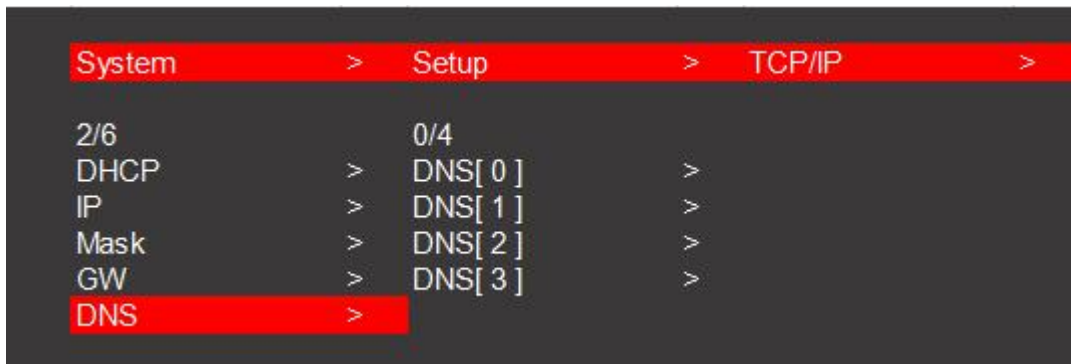 System > Setup > TCP/IP >
2/6 0/4
DHCP > DNS[ 0 ] >
IP > DNS[ 1 ] >
Mask > DNS[ 2 ] >
GW > DNS[ 3 ] >
DNS >